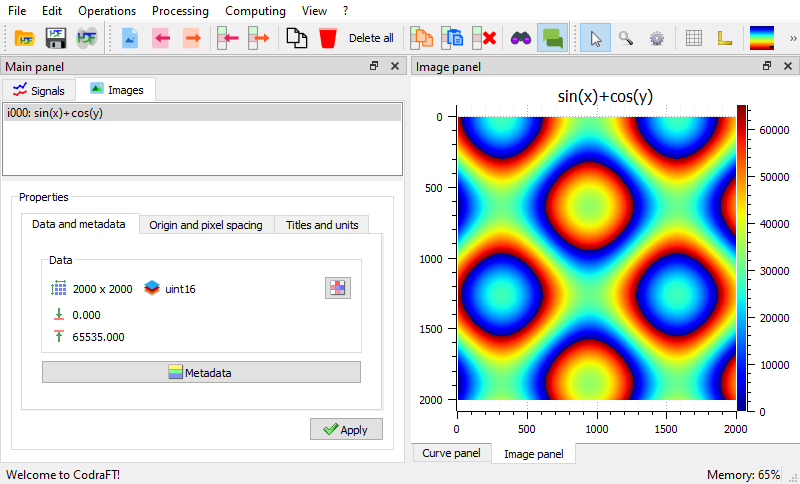 File Edit Operations Processing Computing View ?
Delete all »
Main panel
Signals Images
i000: sin(x)+cos(y)
Properties
Data and metadata Origin and pixel spacing Titles and units
Data
2000 x 2000 uint16
0.000
65535.000
Metadata
Apply
Image panel
sin(x)+cos(y)
0
500
1000
1500
2000
0 500 1000 1500 2000
60000
50000
40000
30000
20000
10000
0
Curve panel Image panel
Welcome to CodraFT! Memory: 65%